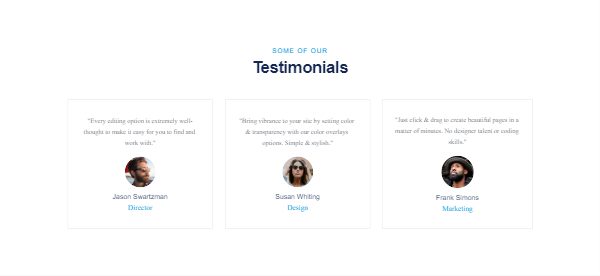 SOME OF OUR
Testimonials
"Every editing option is extremely well-
thought to make it easy for you to find and
work with."
Jason Swartzman
Director
"Bring vibrance to your site by setting color
& transparency with our color overlays
options. Simple & stylish."
Susan Whiting
Design
"Just click & drag to create beautiful pages in a
matter of minutes. No designer talent or coding
skills."
Frank Simons
Marketing